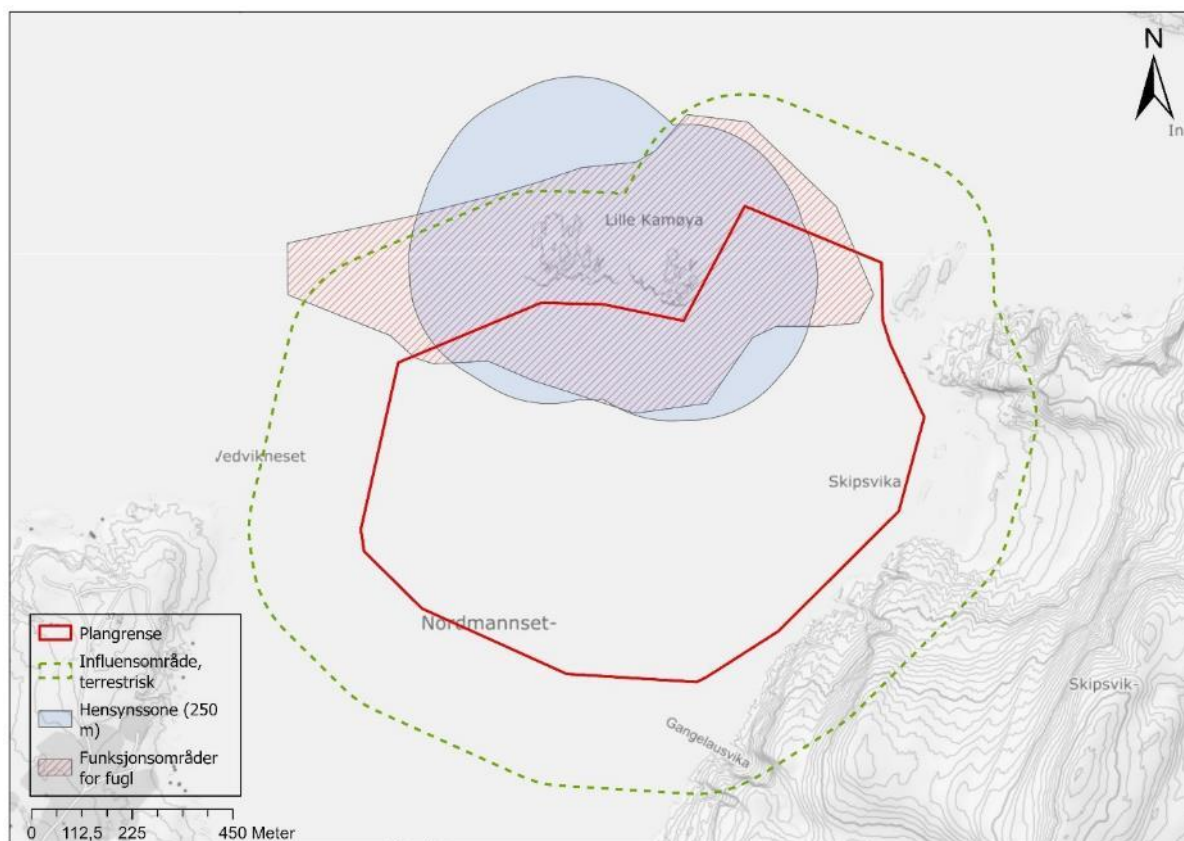 N
In
Lille Kamøya
Vedvikneset
Skipsvika
Nordmannset-
Skipsvik-
Gangelausvika
Plangrense
Influensområde,
terrestrisk
Hensynssone (250
m)
Funksjonsområder
for fugl
0 112,5 225 450 Meter